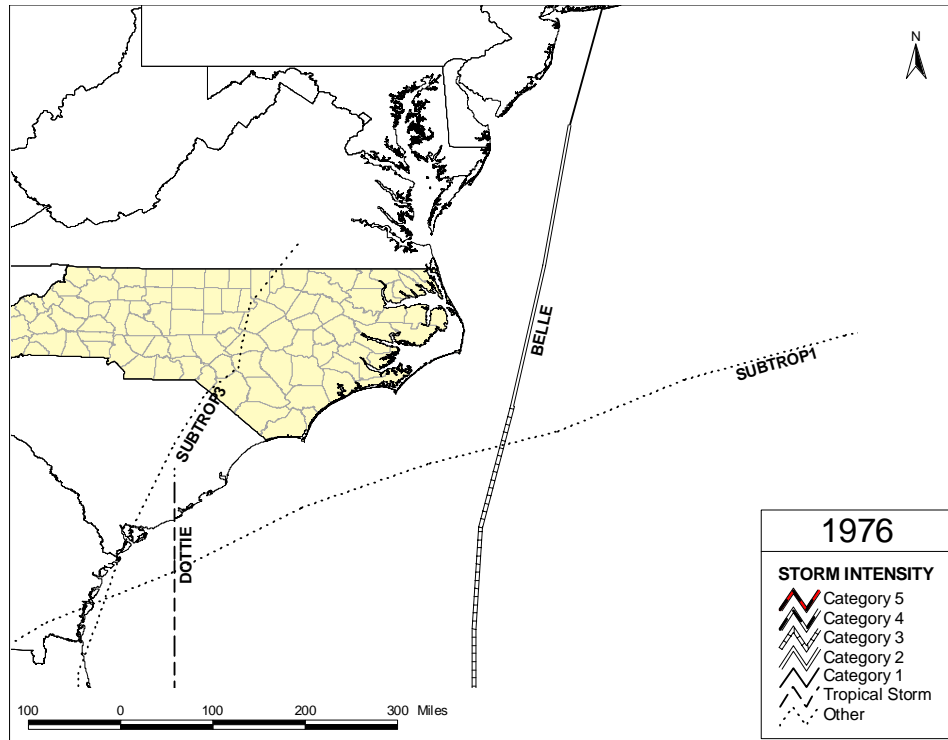 N
BELLE
SUBTROP1
SUBTROP3
DOTTIE
1976
STORM INTENSITY
Category 5
Category 4
Category 3
Category 2
Category 1
Tropical Storm
Other
100 0 100 200 300 Miles